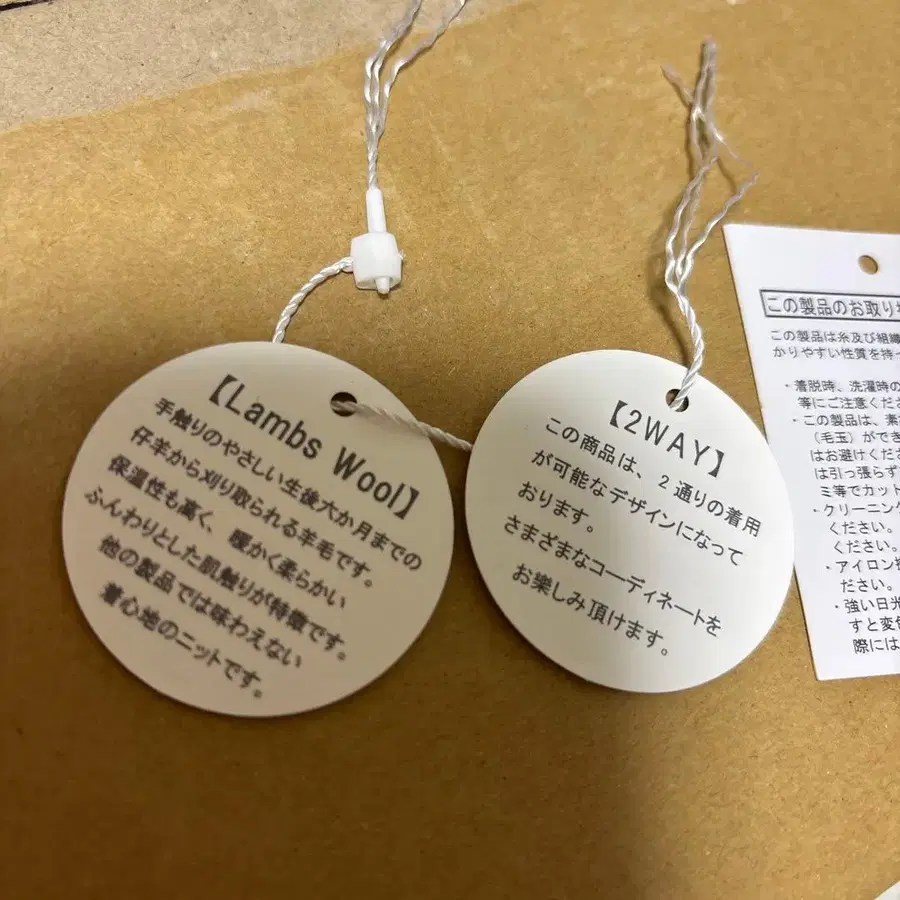 【Lambs Wool】
手触りのやさしい生後六か月までの
仔羊から刈り取られる羊毛です。
保温性も高く、暖かく柔らかい
ふんわりとした肌触りが特徴です。
他の製品では味わえない
着心地のニットです。
【2WAY】
この商品は、2通りの着用
が可能なデザインになって
おります。
さまざまなコーディネートを
お楽しみ頂けます。
この製品のお取り
この製品は糸及び組織
かりやすい性質を持
・着脱時、洗濯時の
等にご注意くださ
・この製品は、素
（毛玉）ができ
はお避けくださ
は引っ張らず
ミ等でカット
・クリーニング
ください。
ください。
・アイロン
ださい。
・強い日光
すと変色
際には